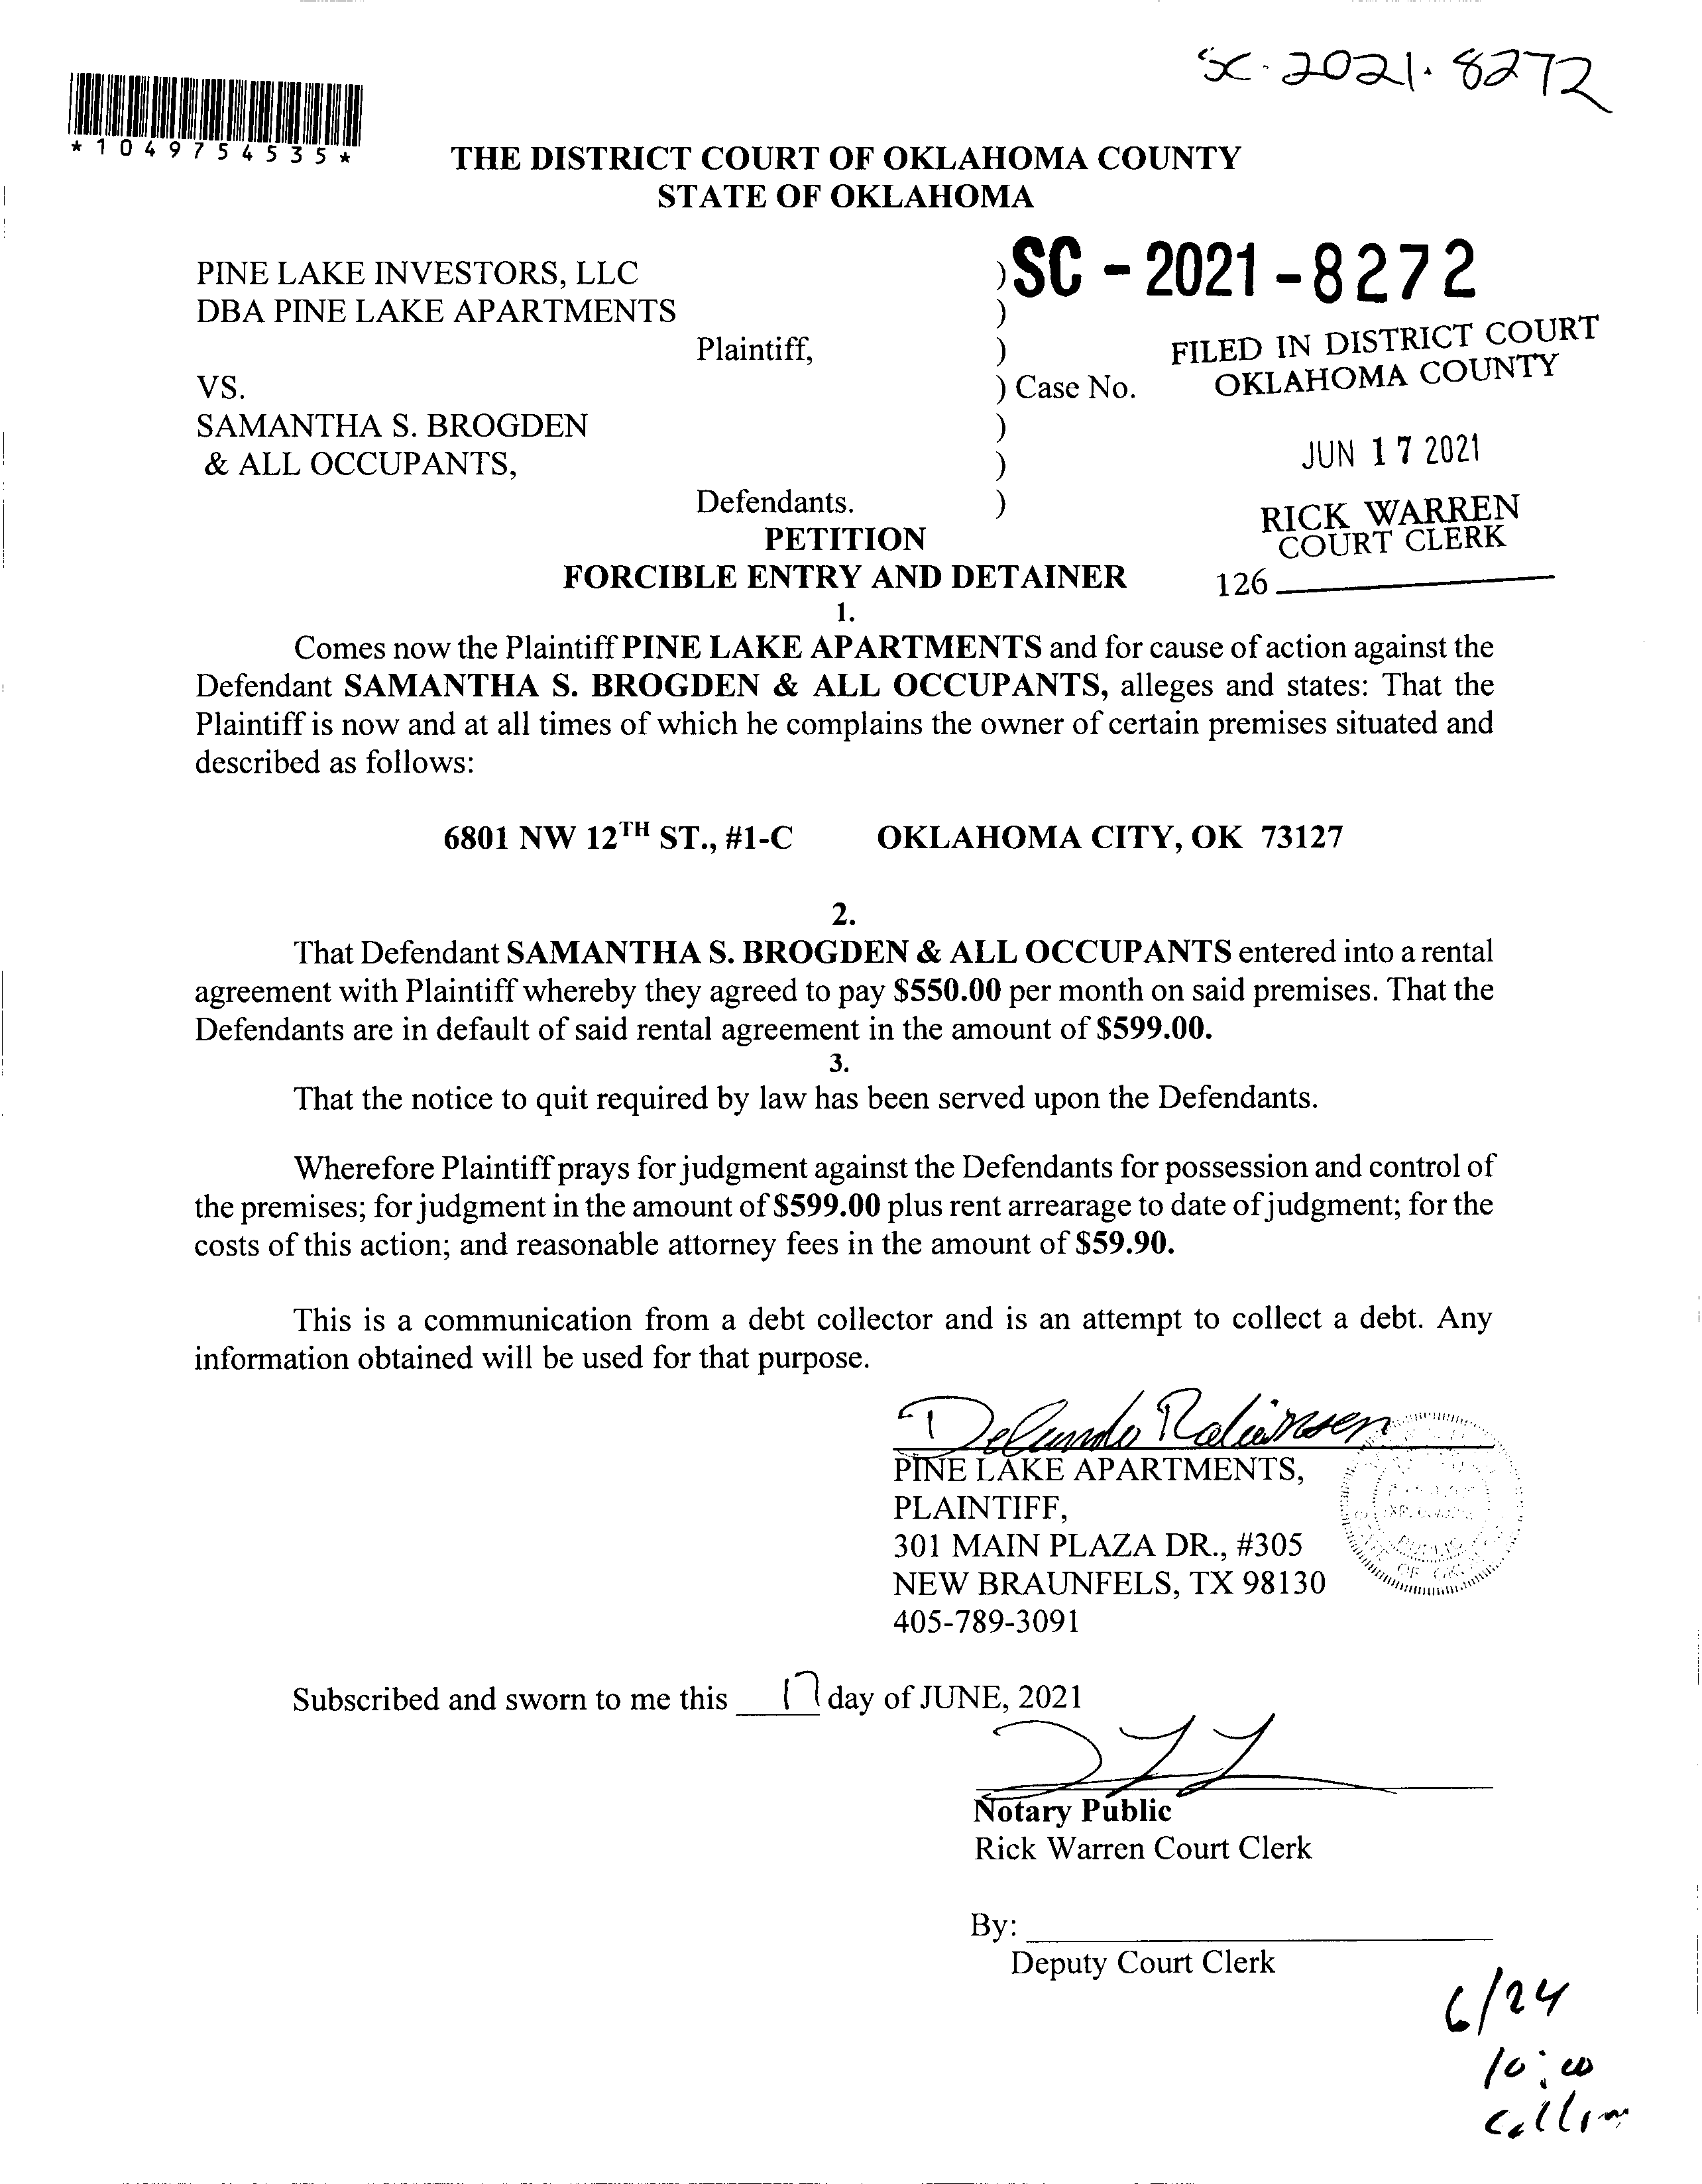 SC-2021-8272
*1049754535*
THE DISTRICT COURT OF OKLAHOMA COUNTY
STATE OF OKLAHOMA
PINE LAKE INVESTORS, LLC ) SC-2021-8272
DBA PINE LAKE APARTMENTS )
Plaintiff, ) FILED IN DISTRICT COURT
VS. ) Case No. OKLAHOMA COUNTY
SAMANTHA S. BROGDEN )
& ALL OCCUPANTS, ) JUN 17 2021
Defendants. ) RICK WARREN
PETITION COURT CLERK
FORCIBLE ENTRY AND DETAINER 126
1.
Comes now the Plaintiff PINE LAKE APARTMENTS and for cause of action against the
Defendant SAMANTHA S. BROGDEN & ALL OCCUPANTS, alleges and states: That the
Plaintiff is now and at all times of which he complains the owner of certain premises situated and
described as follows:
6801 NW 12TH ST., #1-C OKLAHOMA CITY, OK 73127
2.
That Defendant SAMANTHA S. BROGDEN & ALL OCCUPANTS entered into a rental
agreement with Plaintiff whereby they agreed to pay $550.00 per month on said premises. That the
Defendants are in default of said rental agreement in the amount of $599.00.
3.
That the notice to quit required by law has been served upon the Defendants.
Wherefore Plaintiff prays for judgment against the Defendants for possession and control of
the premises; for judgment in the amount of $599.00 plus rent arrearage to date of judgment; for the
costs of this action; and reasonable attorney fees in the amount of $59.90.
This is a communication from a debt collector and is an attempt to collect a debt. Any
information obtained will be used for that purpose.
PINE LAKE APARTMENTS,
PLAINTIFF,
301 MAIN PLAZA DR., #305
NEW BRAUNFELS, TX 98130
405-789-3091
Subscribed and sworn to me this 17 day of JUNE, 2021
Notary Public
Rick Warren Court Clerk
By:
Deputy Court Clerk
6/24
10:00